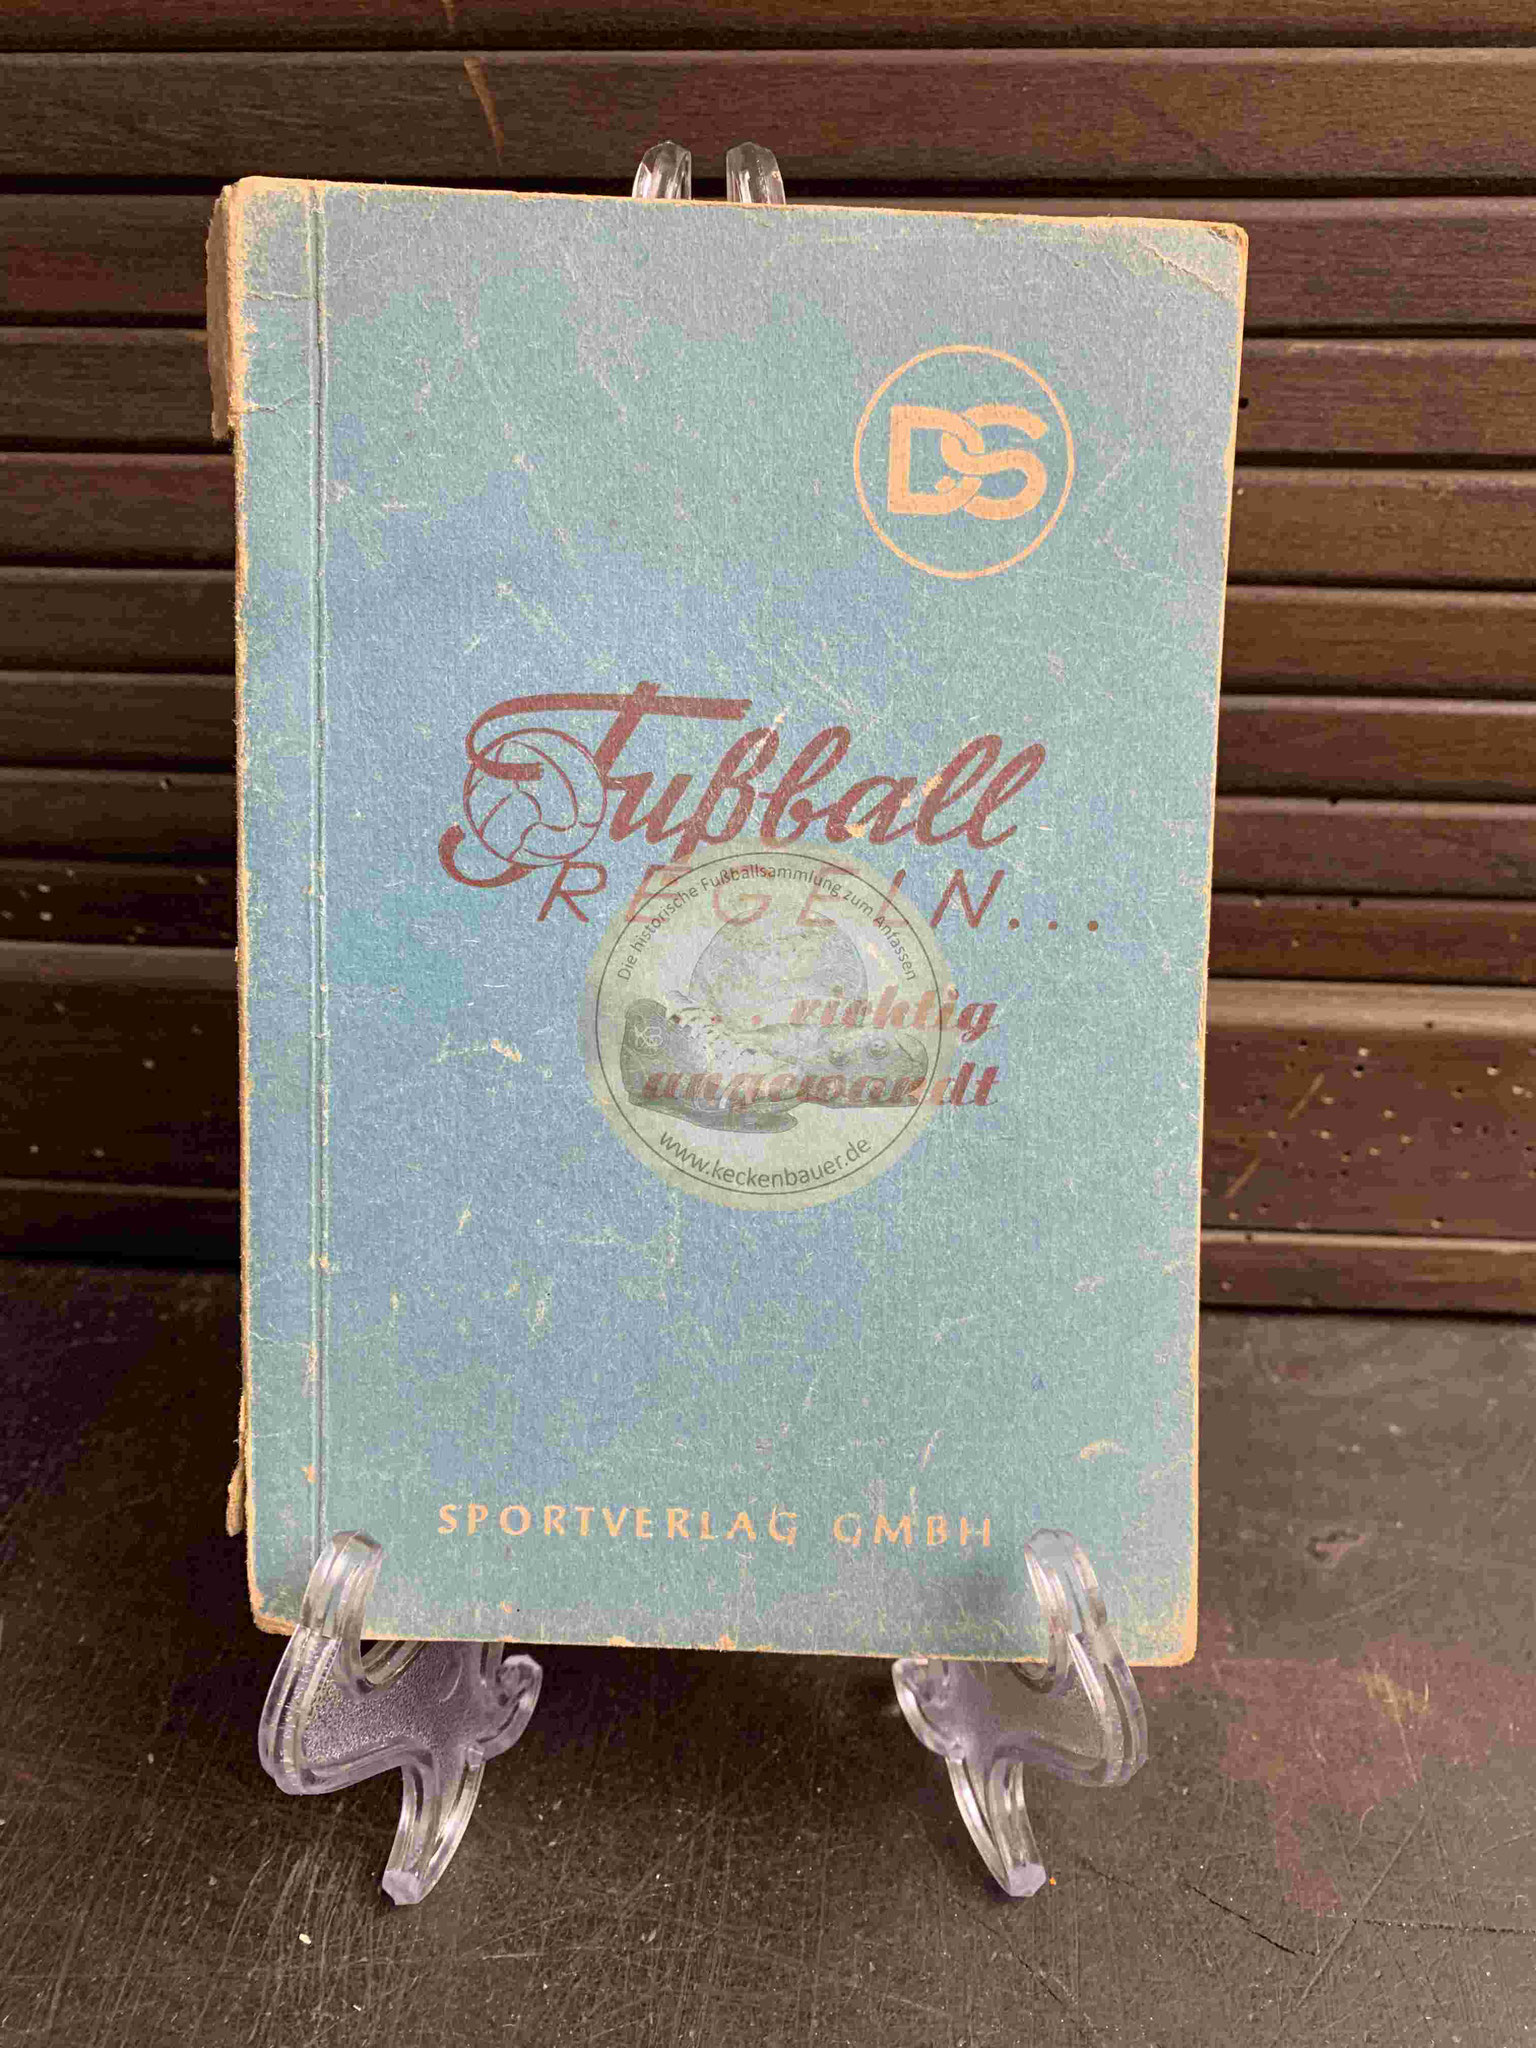 DS
Fußball
REGELN...
... richtig
angewandt
Die historische Fußballsammlung zum Anfassen
www.keckenbauer.de
SPORTVERLAG GMBH